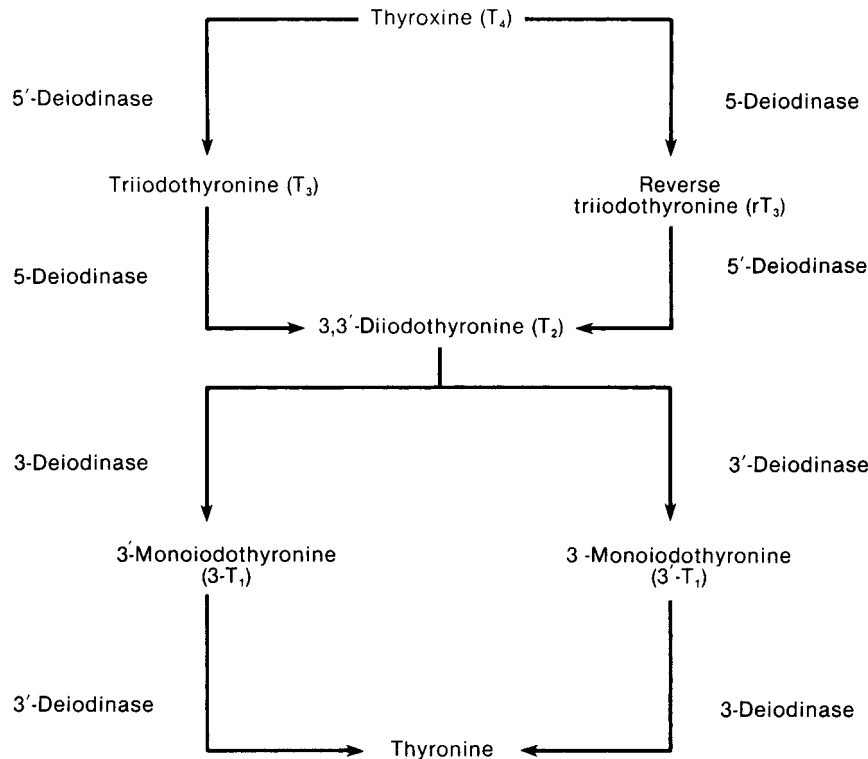 Thyroxine (T₄)
5′-Deiodinase
5-Deiodinase
Triiodothyronine (T₃)
Reverse
triiodothyronine (rT₃)
5-Deiodinase
5′-Deiodinase
3,3′-Diiodothyronine (T₂)
3-Deiodinase
3′-Deiodinase
3′-Monoiodothyronine
(3-T₁)
3 -Monoiodothyronine
(3′-T₁)
3′-Deiodinase
3-Deiodinase
Thyronine